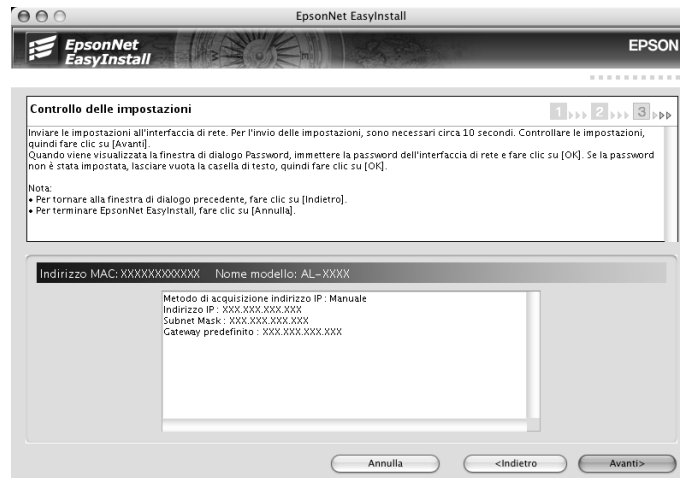 EpsonNet EasyInstall
EpsonNet
EasyInstall
EPSON
Controllo delle impostazioni
1 2 3
Inviare le impostazioni all'interfaccia di rete. Per l'invio delle impostazioni, sono necessari circa 10 secondi. Controllare le impostazioni,
quindi fare clic su [Avanti].
Quando viene visualizzata la finestra di dialogo Password, immettere la password dell'interfaccia di rete e fare clic su [OK]. Se la password
non è stata impostata, lasciare vuota la casella di testo, quindi fare clic su [OK].
Nota:
• Per tornare alla finestra di dialogo precedente, fare clic su [Indietro].
• Per terminare EpsonNet EasyInstall, fare clic su [Annulla].
Indirizzo MAC: XXXXXXXXXXXX Nome modello: AL-XXXX
Metodo di acquisizione indirizzo IP : Manuale
Indirizzo IP : XXX.XXX.XXX.XXX
Subnet Mask : XXX.XXX.XXX.XXX
Gateway predefinito : XXX.XXX.XXX.XXX
Annulla <Indietro Avanti>